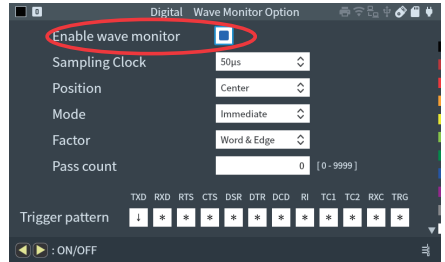 Digital Wave Monitor Option
Enable wave monitor
Sampling Clock 50µs
Position Center
Mode Immediate
Factor Word & Edge
Pass count 0 [ 0 - 9999 ]
TXD RXD RTS CTS DSR DTR DCD RI TC1 TC2 RXC TRG
Trigger pattern ↓ * * * * * * * * * * *
: ON/OFF